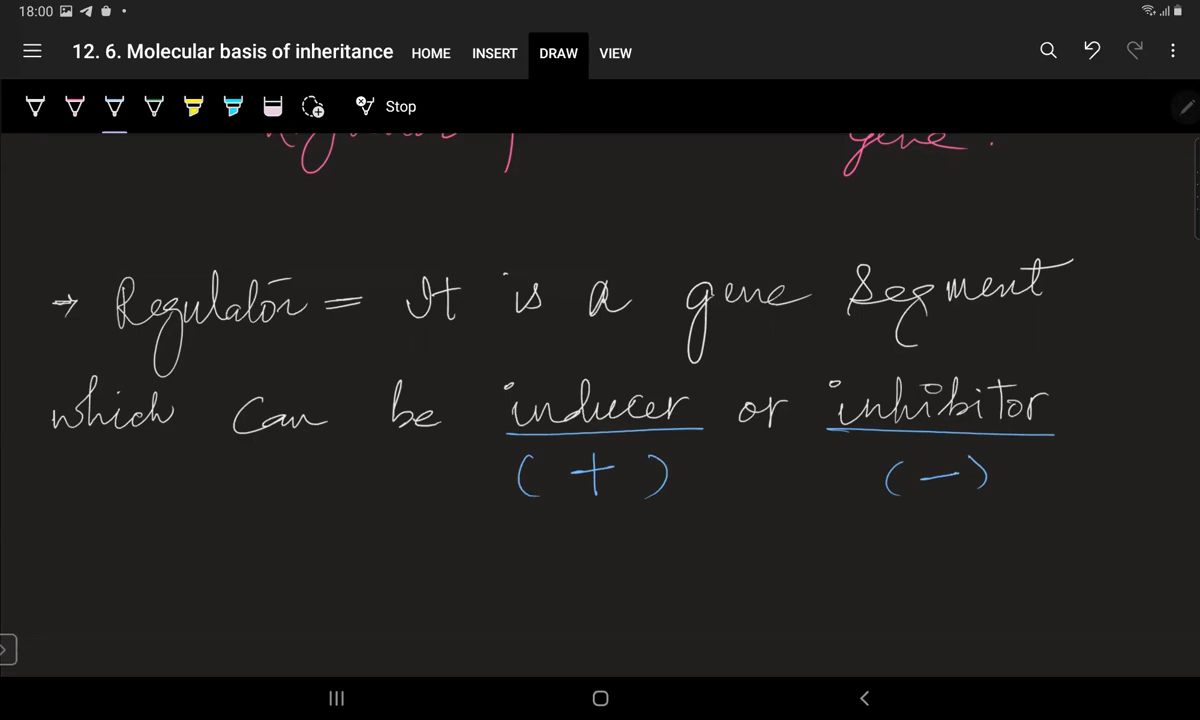 18:00
12. 6. Molecular basis of inheritance HOME INSERT DRAW VIEW
Stop
gene.
→ Regulator = It is a gene segment
which can be inducer or inhibitor
(+) (-)